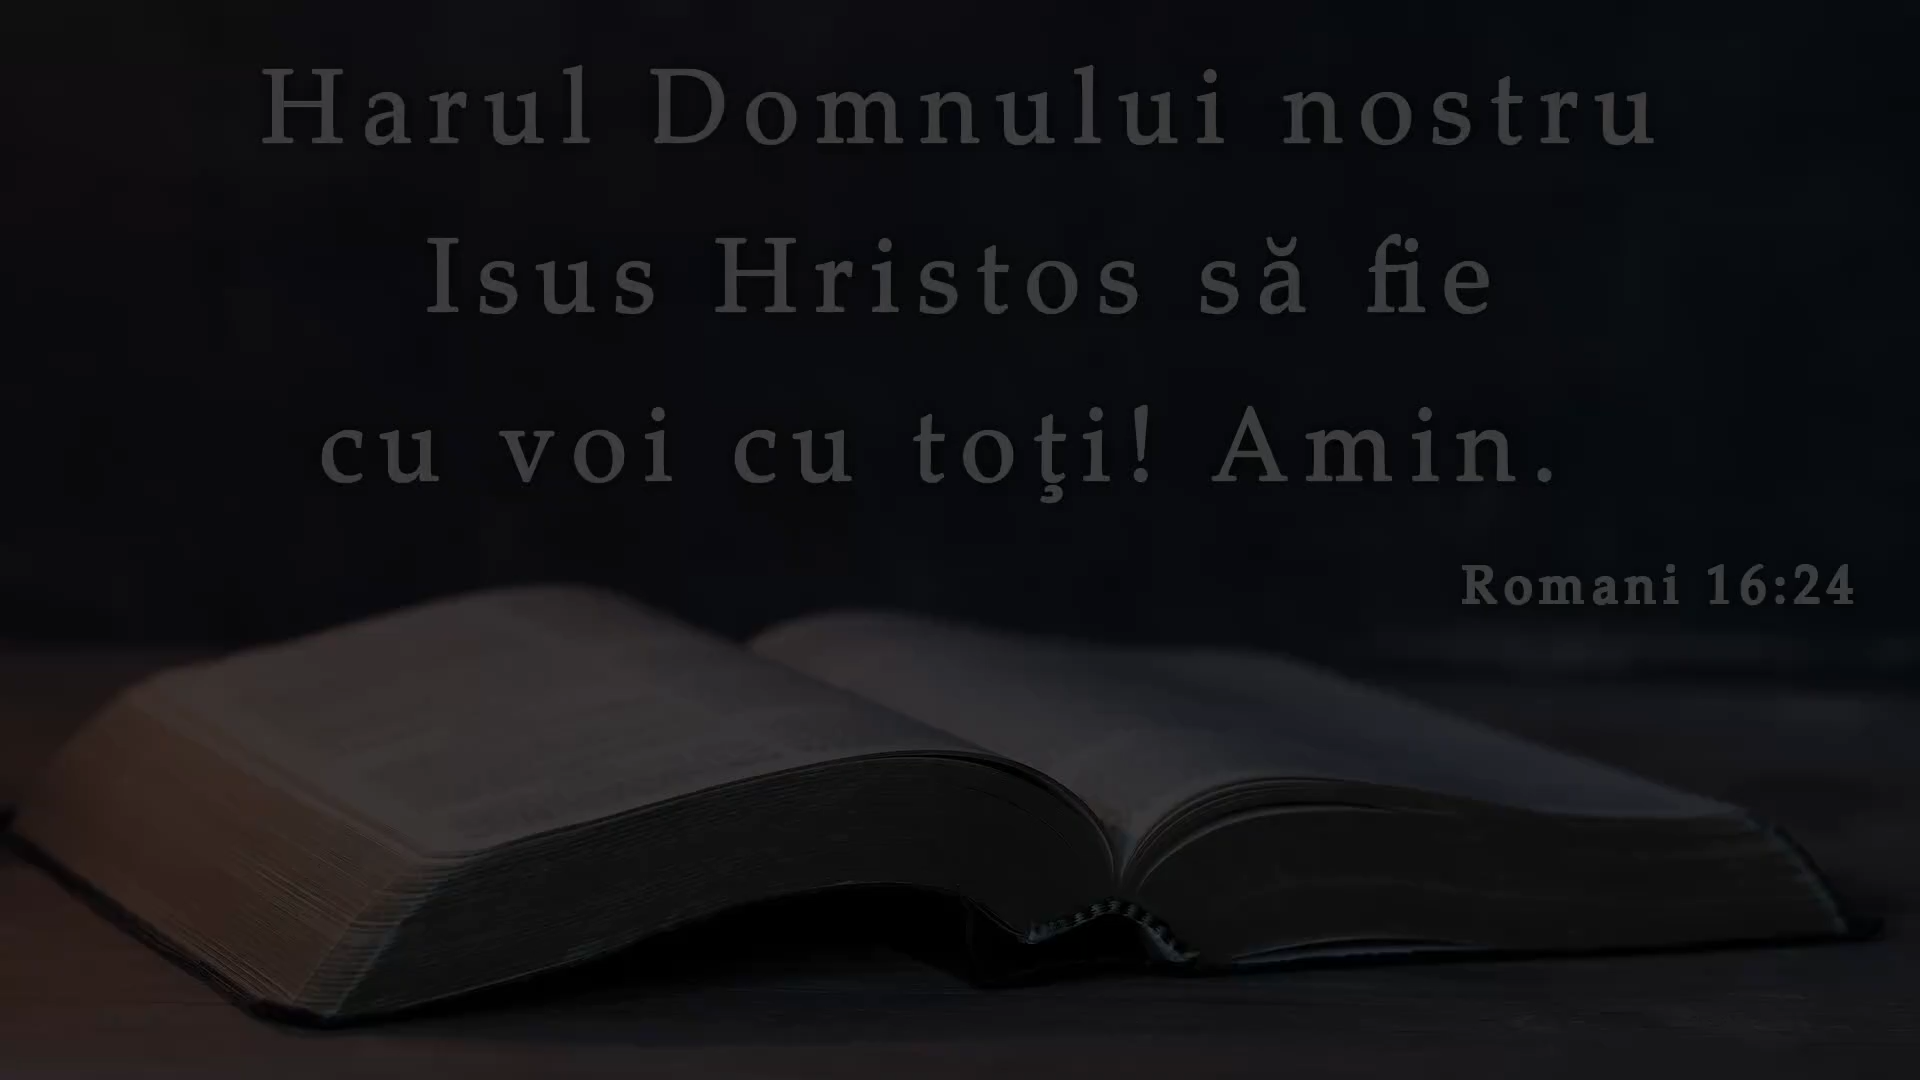 Harul Domnului nostru
Isus Hristos să fie
cu voi cu toţi! Amin.
Romani 16:24